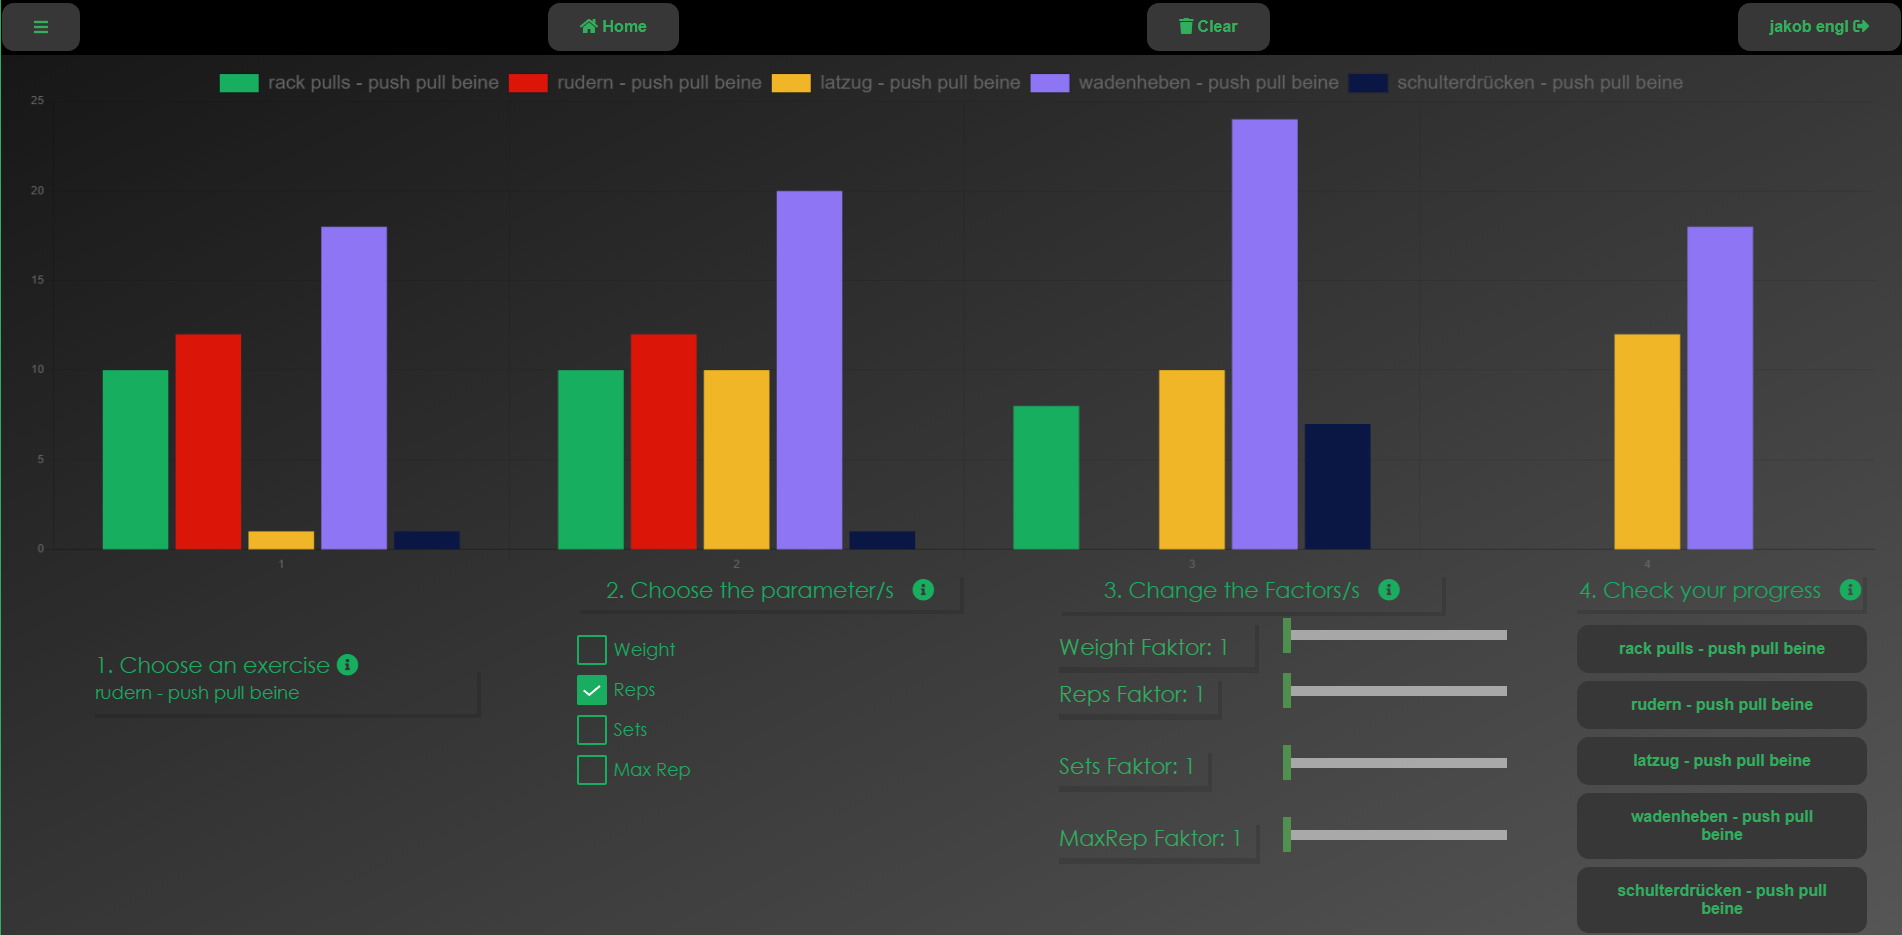 Home
Clear
jakob engl
rack pulls - push pull beine
rudern - push pull beine
latzug - push pull beine
wadenheben - push pull beine
schulterdrücken - push pull beine
25
20
15
10
5
0
1
2
3
4
1. Choose an exercise
rudern - push pull beine
2. Choose the parameter/s
Weight
Reps
Sets
Max Rep
3. Change the Factors/s
Weight Faktor: 1
Reps Faktor: 1
Sets Faktor: 1
MaxRep Faktor: 1
4. Check your progress
rack pulls - push pull beine
rudern - push pull beine
latzug - push pull beine
wadenheben - push pull
beine
schulterdrücken - push pull
beine